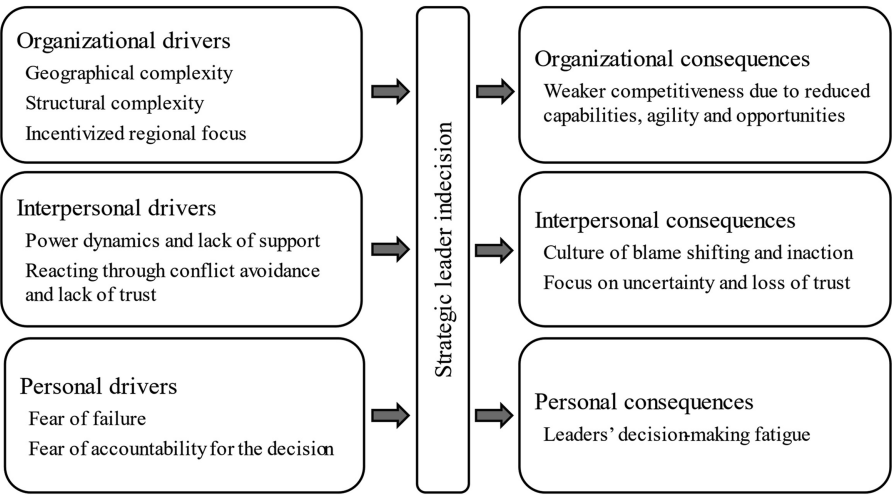 Organizational drivers
Geographical complexity
Structural complexity
Incentivized regional focus
Interpersonal drivers
Power dynamics and lack of support
Reacting through conflict avoidance
and lack of trust
Personal drivers
Fear of failure
Fear of accountability for the decision
Strategic leader indecision
Organizational consequences
Weaker competitiveness due to reduced
capabilities, agility and opportunities
Interpersonal consequences
Culture of blame shifting and inaction
Focus on uncertainty and loss of trust
Personal consequences
Leaders’ decision-making fatigue